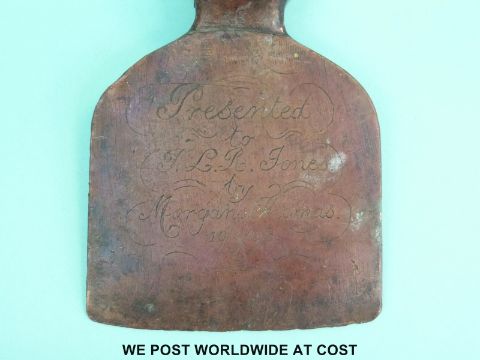 Presented
to
L. R. Jones
by
Morgan Thomas
WE POST WORLDWIDE AT COST